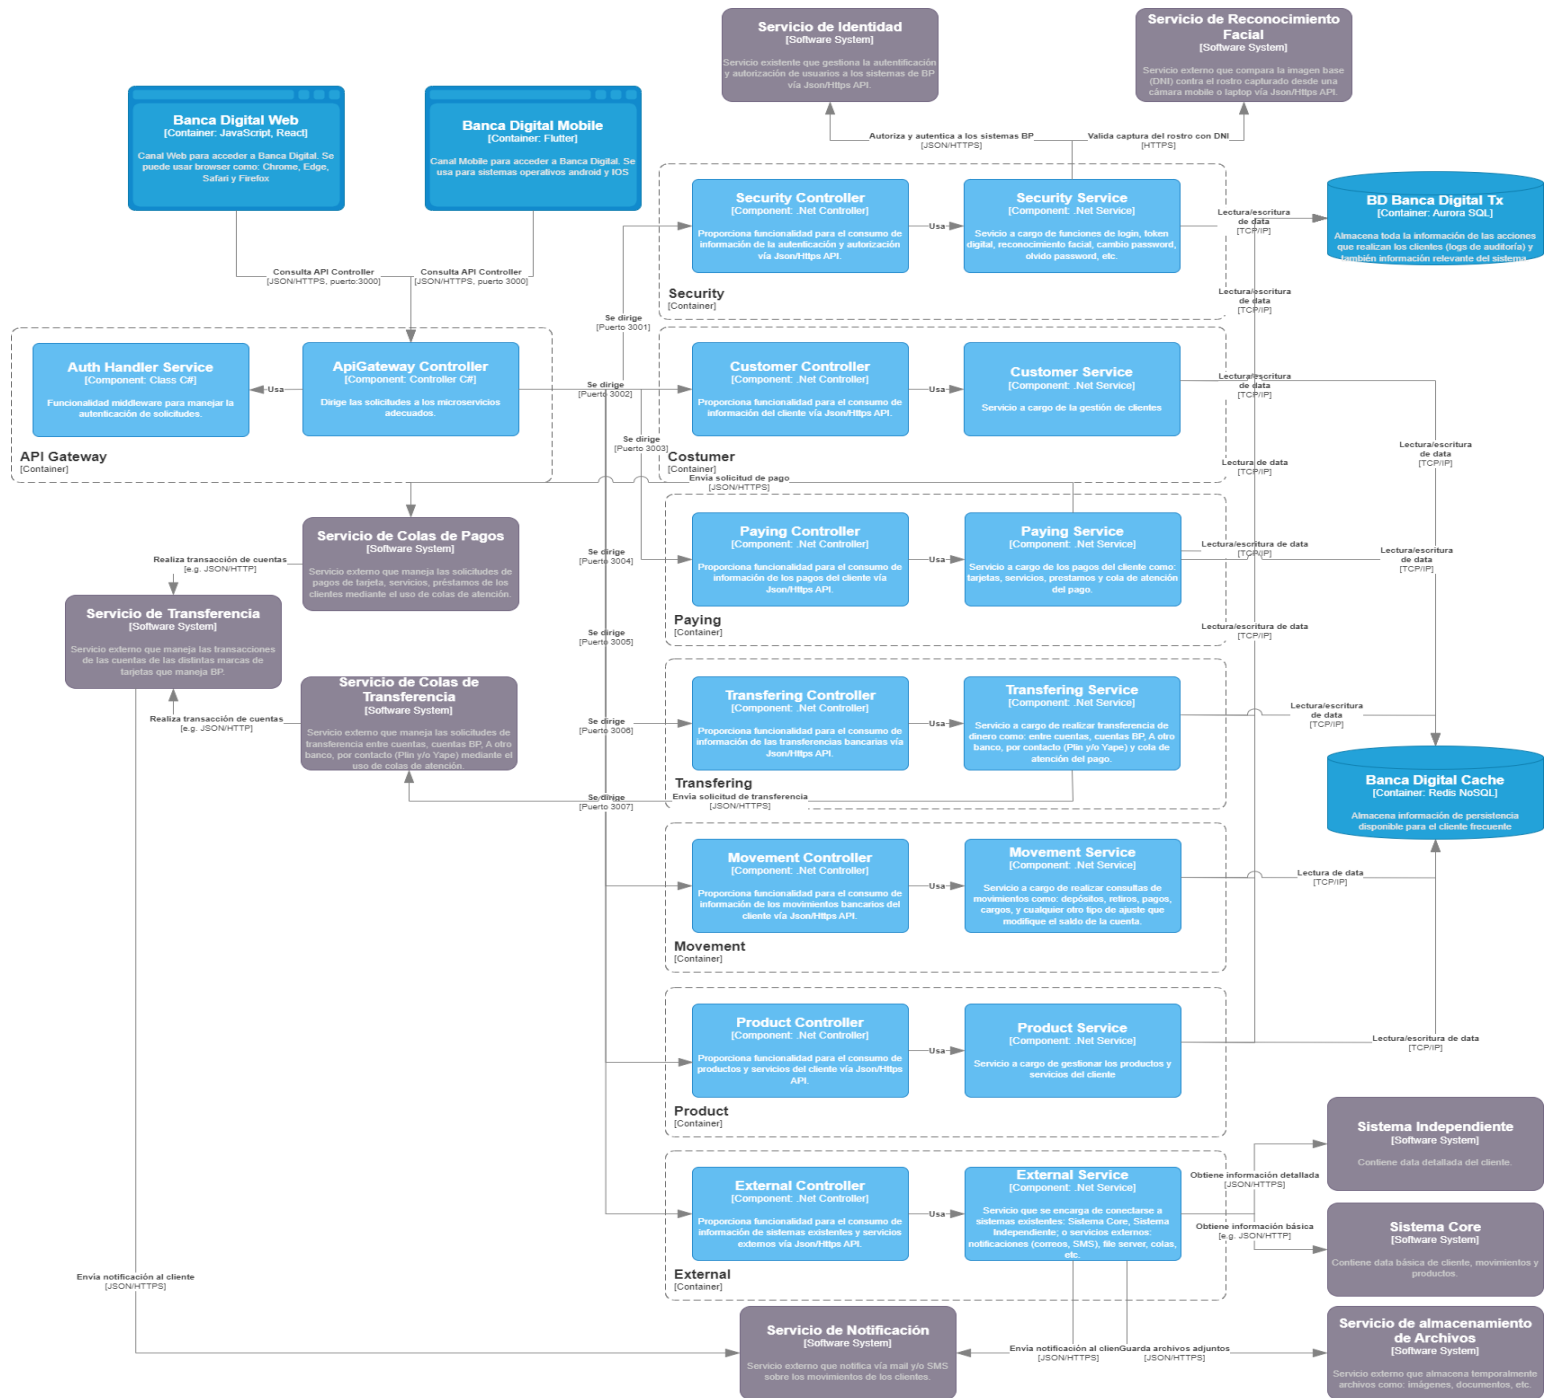 Servicio de Identidad
[Software System]
Servicio existente que gestiona la autentificación
y autorización de usuarios a los sistemas de BP
vía Json/Https API.
Servicio de Reconocimiento
Facial
[Software System]
Servicio externo que compara la imagen base
(DNI) contra el rostro capturado desde una
cámara mobile o laptop vía Json/Https API.
Banca Digital Web
[Container: JavaScript, React]
Canal Web para acceder a Banca Digital. Se
puede usar browser como: Chrome, Edge,
Safari y Firefox
Banca Digital Mobile
[Container: Flutter]
Canal Mobile para acceder a Banca Digital. Se
usa para sistemas operativos android y IOS
Autoriza y autentica a los sistemas BP
[JSON/HTTPS]
Valida captura del rostro con DNI
[HTTPS]
Security Controller
[Component: .Net Controller]
Proporciona funcionalidad para el consumo de
información de la autenticación y autorización
vía Json/Https API.
Usa
Security Service
[Component: .Net Service]
Sevicio a cargo de funciones de login, token
digital, reconocimiento facial, cambio password,
olvido password, etc.
Security
[Container]
Lectura/escritura
de data
[TCP/IP]
BD Banca Digital Tx
[Container: Aurora SQL]
Almacena toda la información de las acciones
que realizan los clientes (logs de auditoría) y
también información relevante del sistema
Consulta API Controller
[JSON/HTTPS, puerto:3000]
Consulta API Controller
[JSON/HTTPS, puerto 3000]
Se dirige
[Puerto 3001]
Lectura/escritura
de data
[TCP/IP]
Auth Handler Service
[Component: Class C#]
Funcionalidad middleware para manejar la
autenticación de solicitudes.
Usa
ApiGateway Controller
[Component: Controller C#]
Dirige las solicitudes a los microservicios
adecuados.
API Gateway
[Container]
Se dirige
[Puerto 3002]
Customer Controller
[Component: .Net Controller]
Proporciona funcionalidad para el consumo de
información del cliente vía Json/Https API.
Usa
Customer Service
[Component: .Net Service]
Servicio a cargo de la gestión de clientes
Costumer
[Container]
Lectura/escritura
de data
[TCP/IP]
Se dirige
[Puerto 3003]
Lectura de data
[TCP/IP]
Lectura/escritura
de data
[TCP/IP]
Envía solicitud de pago
[JSON/HTTPS]
Servicio de Colas de Pagos
[Software System]
Servicio externo que maneja las solicitudes de
pagos de tarjeta, servicios, préstamos de los
clientes mediante el uso de colas de atención.
Realiza transacción de cuentas
[e.g. JSON/HTTP]
Se dirige
[Puerto 3004]
Paying Controller
[Component: .Net Controller]
Proporciona funcionalidad para el consumo de
información de los pagos del cliente vía
Json/Https API.
Usa
Paying Service
[Component: .Net Service]
Servicio a cargo de los pagos del cliente como:
tarjetas, servicios, prestamos y cola de atención
del pago.
Paying
[Container]
Lectura/escritura de data
[TCP/IP]
Lectura/escritura
de data
[TCP/IP]
Servicio de Transferencia
[Software System]
Servicio externo que maneja las transacciones
de las cuentas de las distintas marcas de
tarjetas que maneja BP.
Se dirige
[Puerto 3005]
Lectura/escritura de data
[TCP/IP]
Servicio de Colas de
Transferencia
[Software System]
Servicio externo que maneja las solicitudes de
transferencia entre cuentas, cuentas BP, A otro
banco, por contacto (Plin y/o Yape) mediante el
uso de colas de atención.
Realiza transacción de cuentas
[e.g. JSON/HTTP]
Se dirige
[Puerto 3006]
Transfering Controller
[Component: .Net Controller]
Proporciona funcionalidad para el consumo de
información de las transferencias bancarias vía
Json/Https API.
Usa
Transfering Service
[Component: .Net Service]
Servicio a cargo de realizar transferencia de
dinero como: entre cuentas, cuentas BP, A otro
banco, por contacto (Plin y/o Yape) y cola de
atención del pago.
Transfering
[Container]
Lectura/escritura
de data
[TCP/IP]
Se dirige
[Puerto 3007]
Envía solicitud de transferencia
[JSON/HTTPS]
Banca Digital Cache
[Container: Redis NoSQL]
Almacena información de persistencia
disponible para el cliente frecuente
Movement Controller
[Component: .Net Controller]
Proporciona funcionalidad para el consumo de
información de los movimientos bancarios del
cliente vía Json/Https API.
Usa
Movement Service
[Component: .Net Service]
Servicio a cargo de realizar consultas de
movimientos como: depósitos, retiros, pagos,
cargos, y cualquier otro tipo de ajuste que
modifique el saldo de la cuenta.
Movement
[Container]
Lectura de data
[TCP/IP]
Product Controller
[Component: .Net Controller]
Proporciona funcionalidad para el consumo de
productos y servicios del cliente vía Json/Https
API.
Usa
Product Service
[Component: .Net Service]
Servicio a cargo de gestionar los productos y
servicios del cliente
Product
[Container]
Lectura/escritura de data
[TCP/IP]
External Controller
[Component: .Net Controller]
Proporciona funcionalidad para el consumo de
información de sistemas existentes y servicios
externos vía Json/Https API.
Usa
External Service
[Component: .Net Service]
Servicio que se encarga de conectarse a
sistemas existentes: Sistema Core, Sistema
Independiente; o servicios externos:
notificaciones (correos, SMS), file server, colas,
etc.
External
[Container]
Obtiene información detallada
[JSON/HTTPS]
Sistema Independiente
[Software System]
Contiene data detallada del cliente.
Obtiene información básica
[e.g. JSON/HTTP]
Sistema Core
[Software System]
Contiene data básica de cliente, movimientos y
productos.
Envía notificación al cliente
[JSON/HTTPS]
Servicio de Notificación
[Software System]
Servicio externo que notifica vía mail y/o SMS
sobre los movimientos de los clientes.
Envía notificación al clien
[JSON/HTTPS]
Guarda archivos adjuntos
[JSON/HTTPS]
Servicio de almacenamiento
de Archivos
[Software System]
Servicio externo que almacena temporalmente
archivos como: imágenes, documentos, etc.